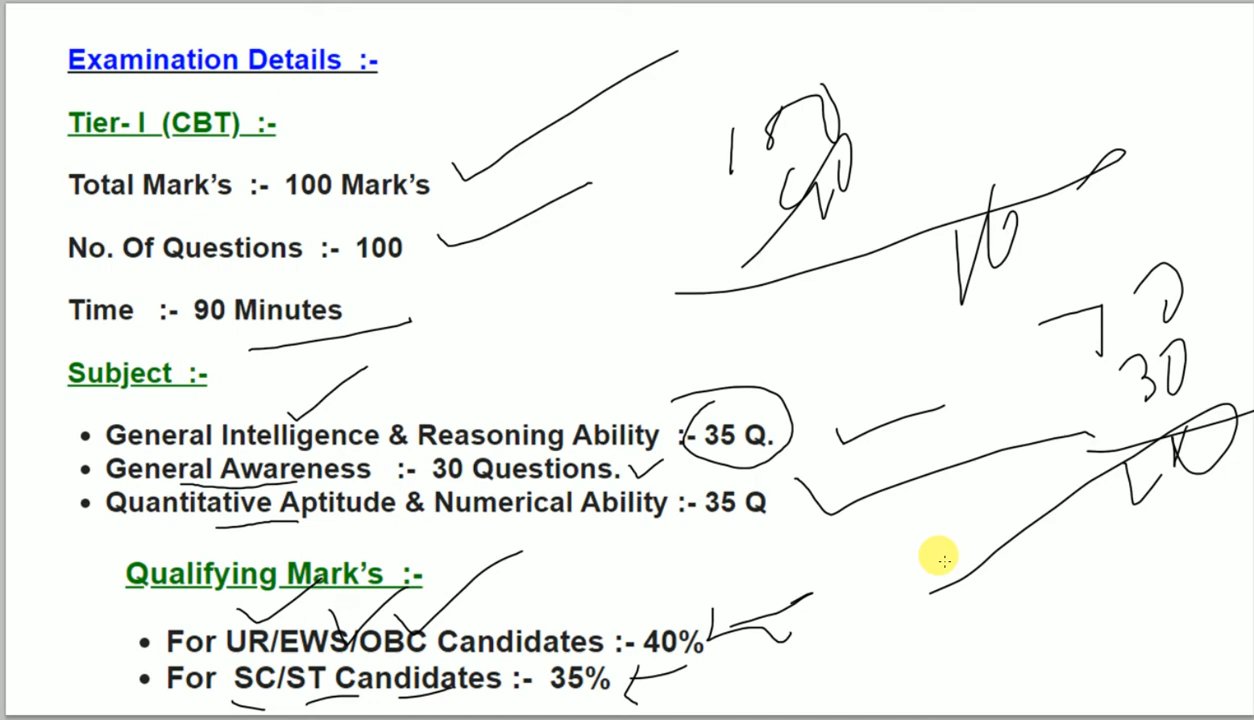 Examination Details :-
Tier- I (CBT) :-
Total Mark’s :- 100 Mark’s
No. Of Questions :- 100
Time :- 90 Minutes
Subject :-
• General Intelligence & Reasoning Ability :- 35 Q.
• General Awareness :- 30 Questions.
• Quantitative Aptitude & Numerical Ability :- 35 Q
Qualifying Mark’s :-
• For UR/EWS/OBC Candidates :- 40%
• For SC/ST Candidates :- 35%
30